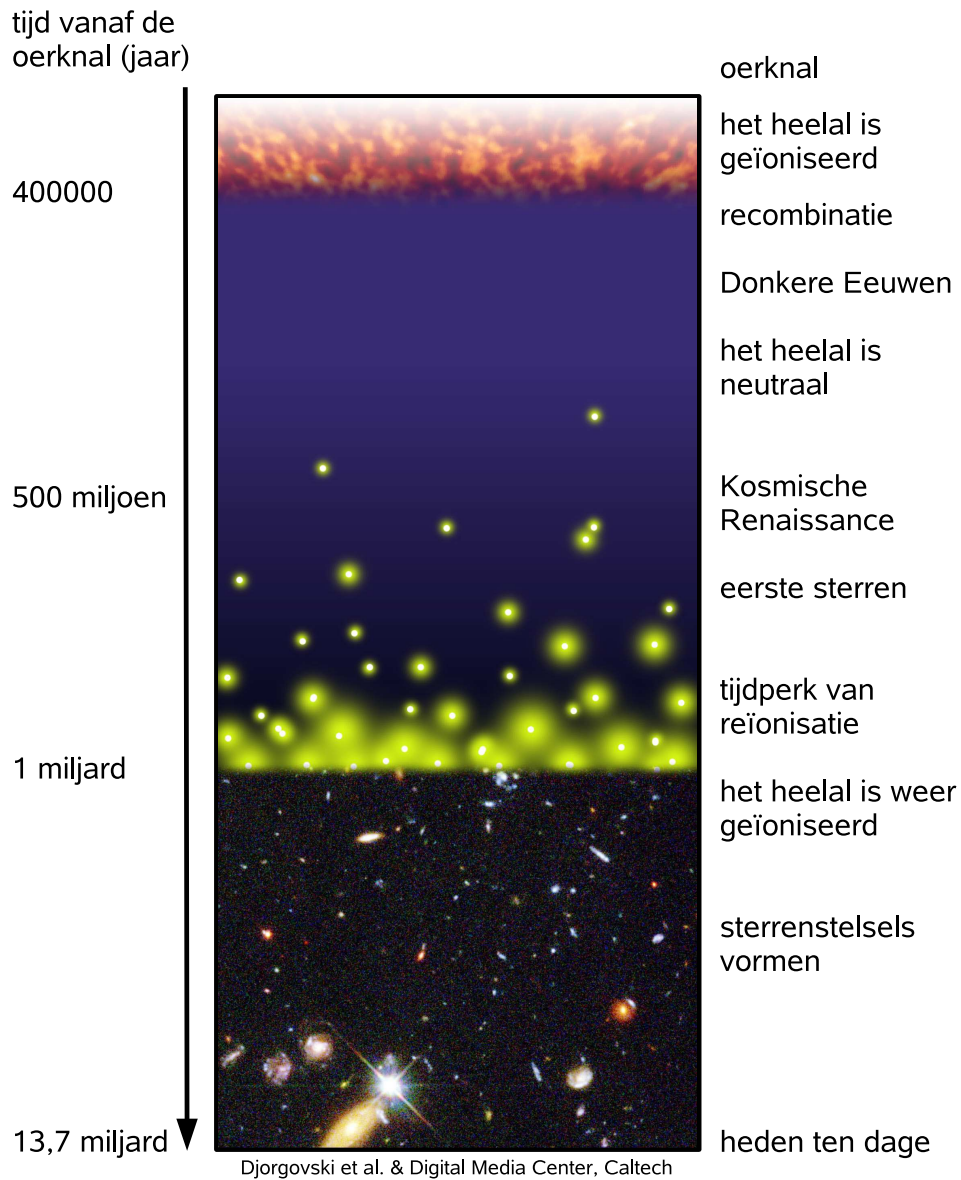 tijd vanaf de
oerknal (jaar)
oerknal
het heelal is
geïoniseerd
400000
recombinatie
Donkere Eeuwen
het heelal is
neutraal
500 miljoen
Kosmische
Renaissance
eerste sterren
tijdperk van
reïonisatie
1 miljard
het heelal is weer
geïoniseerd
sterrenstelsels
vormen
13,7 miljard
heden ten dage
Djorgovski et al. & Digital Media Center, Caltech